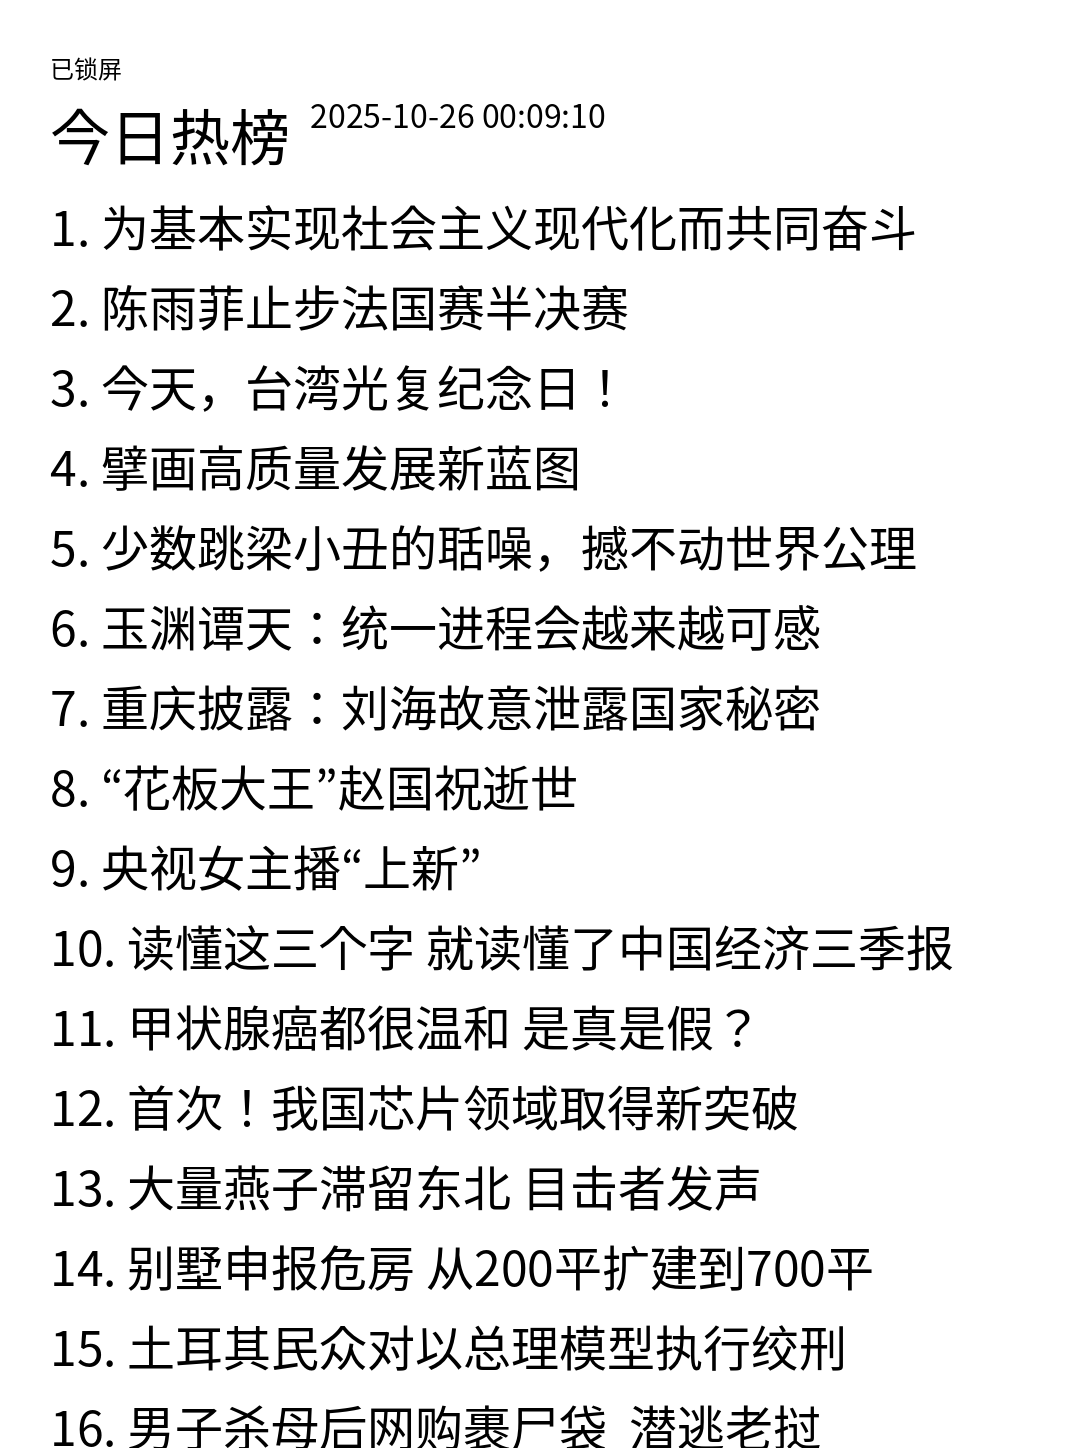 已锁屏
今日热榜 2025-10-26 00:09:10
1. 为基本实现社会主义现代化而共同奋斗
2. 陈雨菲止步法国赛半决赛
3. 今天，台湾光复纪念日！
4. 擘画高质量发展新蓝图
5. 少数跳梁小丑的聒噪，撼不动世界公理
6. 玉渊谭天：统一进程会越来越可感
7. 重庆披露：刘海故意泄露国家秘密
8. “花板大王”赵国祝逝世
9. 央视女主播“上新”
10. 读懂这三个字 就读懂了中国经济三季报
11. 甲状腺癌都很温和 是真是假？
12. 首次！我国芯片领域取得新突破
13. 大量燕子滞留东北 目击者发声
14. 别墅申报危房 从200平扩建到700平
15. 土耳其民众对以总理模型执行绞刑
16. 男子杀母后网购裹尸袋 潜逃老挝